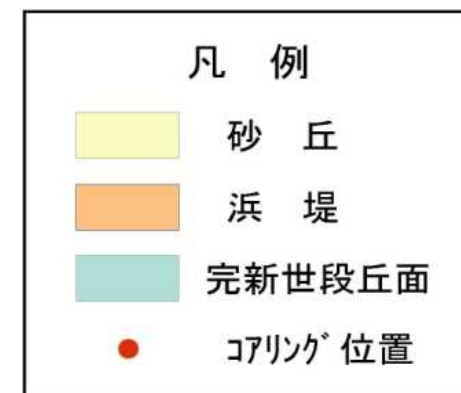 凡　例
砂　丘
浜　堤
完新世段丘面
ｺｱﾘﾝｸﾞ位置